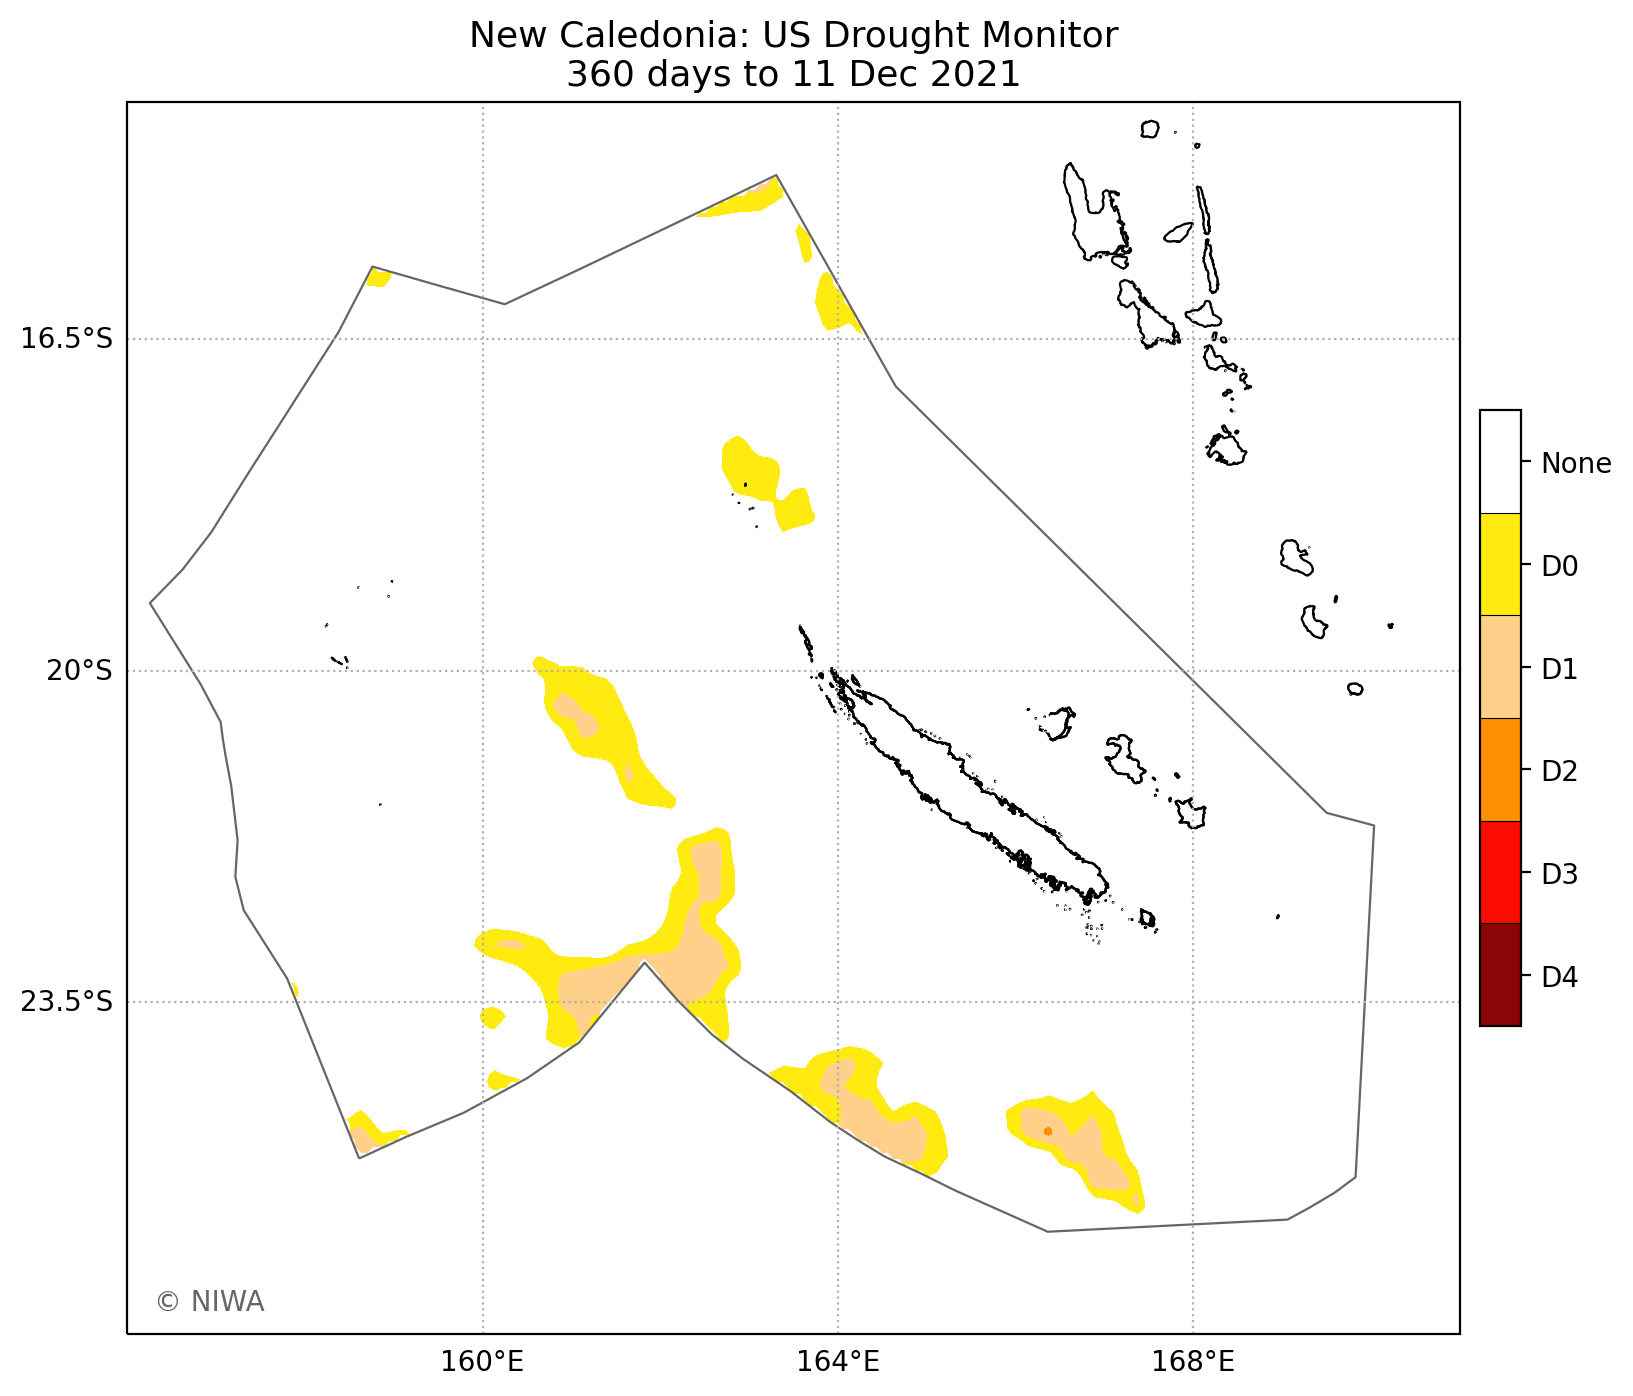 New Caledonia: US Drought Monitor
360 days to 11 Dec 2021
16.5°S
20°S
23.5°S
160°E
164°E
168°E
None
D0
D1
D2
D3
D4
© NIWA